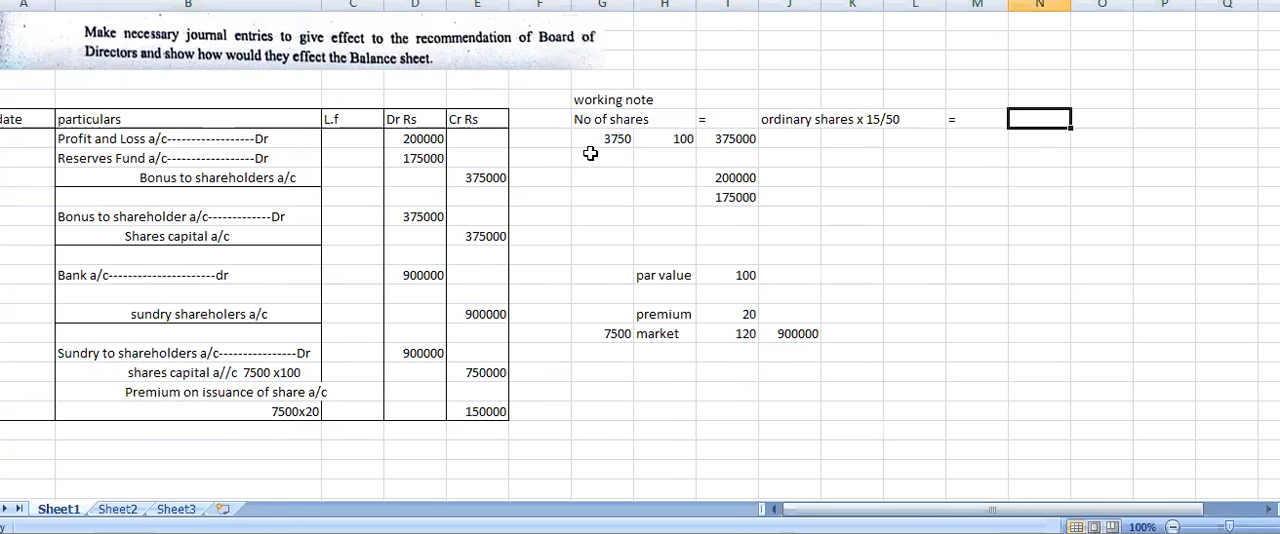 A B C D E F G H I J K L M N O P Q
Make necessary journal entries to give effect to the recommendation of Board of
Directors and show how would they effect the Balance sheet.
working note
date particulars L.f Dr Rs Cr Rs No of shares = ordinary shares x 15/50 =
Profit and Loss a/c------------------Dr 200000 3750 100 375000
Reserves Fund a/c-----------------Dr 175000
Bonus to shareholders a/c 375000 200000
175000
Bonus to shareholder a/c-------------Dr 375000
Shares capital a/c 375000
Bank a/c----------------------dr 900000 par value 100
sundry shareholers a/c 900000 premium 20
7500 market 120 900000
Sundry to shareholders a/c----------------Dr 900000
shares capital a//c 7500 x100 750000
Premium on issuance of share a/c
7500x20 150000
Sheet1 Sheet2 Sheet3
100%